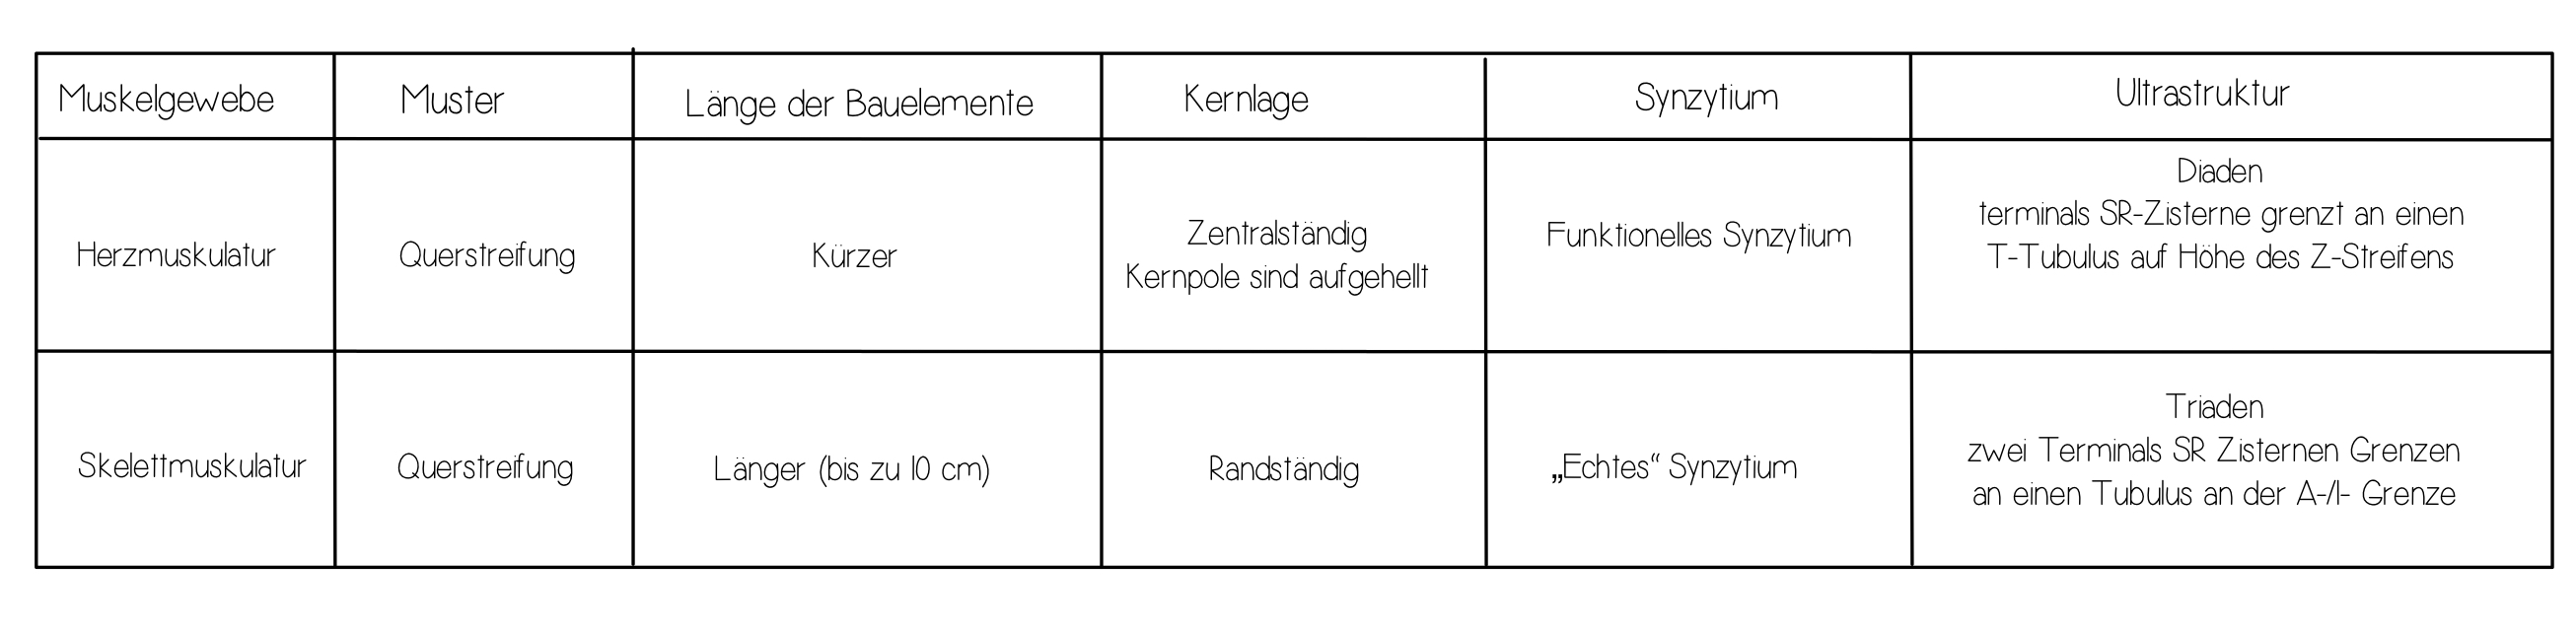 Muskelgewebe Muster Länge der Bauelemente Kernlage Synzytium Ultrastruktur
Herzmuskulatur Querstreifung Kürzer Zentralständig
Kernpole sind aufgehellt Funktionelles Synzytium Diaden
terminals SR-Zisterne grenzt an einen
T-Tubulus auf Höhe des Z-Streifens
Skelettmuskulatur Querstreifung Länger (bis zu 10 cm) Randständig „Echtes“ Synzytium Triaden
zwei Terminals SR Zisternen Grenzen
an einen Tubulus an der A-/I- Grenze